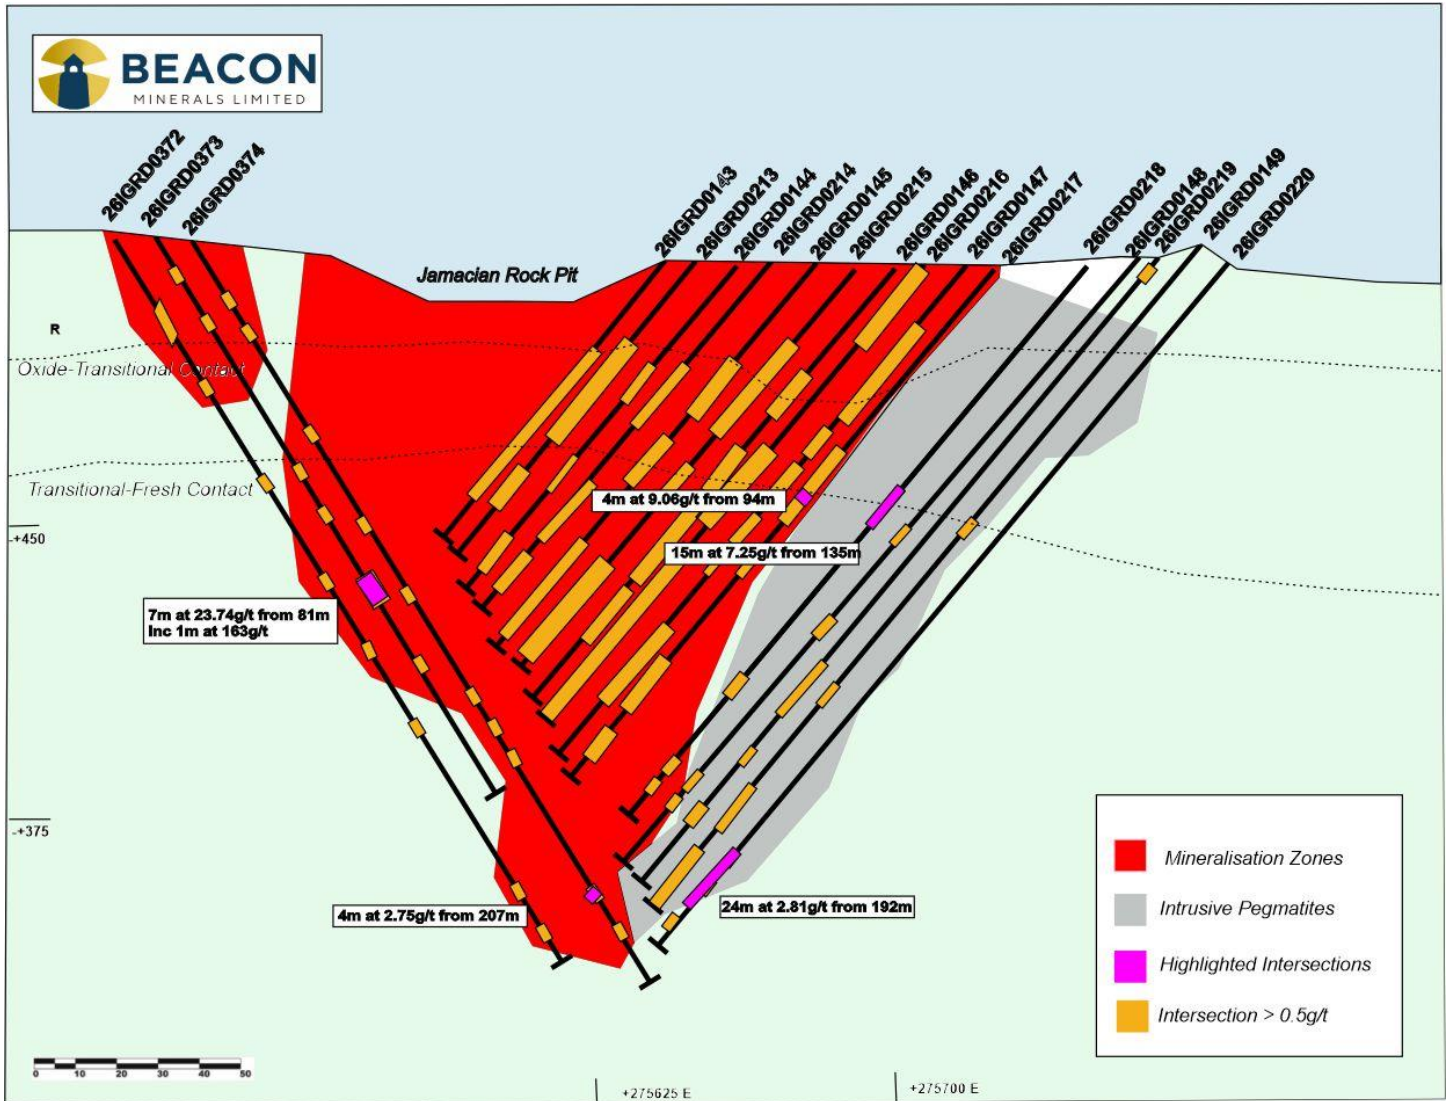 BEACON
MINERALS LIMITED
26IGRD0372
26IGRD0373
26IGRD0374
26IGRD0143
26IGRD0213
26IGRD0144
26IGRD0214
26IGRD0145
26IGRD0215
26IGRD0146
26IGRD0216
26IGRD0147
26IGRD0217
26IGRD0218
26IGRD0148
26IGRD0219
26IGRD0149
26IGRD0220
Jamacian Rock Pit
R
Oxide-Transitional Contact
Transitional-Fresh Contact
4m at 9.06g/t from 94m
+450
15m at 7.25g/t from 135m
7m at 23.74g/t from 81m
Inc 1m at 163g/t
+375
4m at 2.75g/t from 207m
24m at 2.81g/t from 192m
Mineralisation Zones
Intrusive Pegmatites
Highlighted Intersections
Intersection > 0.5g/t
0 10 20 30 40 50
+275625 E
+275700 E